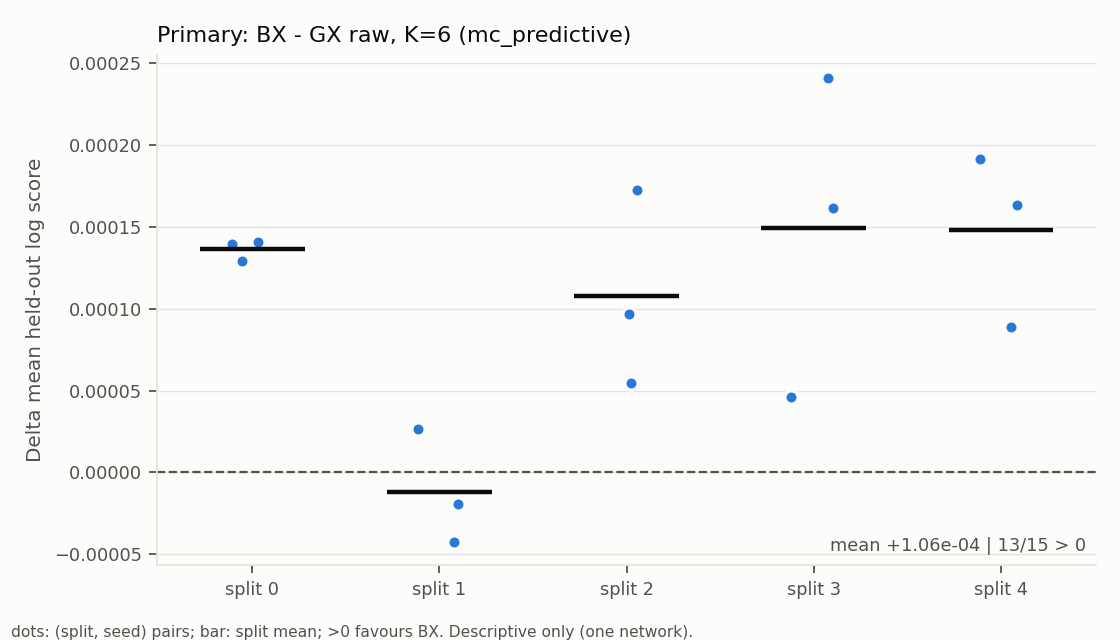 Primary: BX - GX raw, K=6 (mc_predictive)
Delta mean held-out log score
0.00025
0.00020
0.00015
0.00010
0.00005
0.00000
−0.00005
mean +1.06e-04 | 13/15 > 0
split 0
split 1
split 2
split 3
split 4
dots: (split, seed) pairs; bar: split mean; >0 favours BX. Descriptive only (one network).